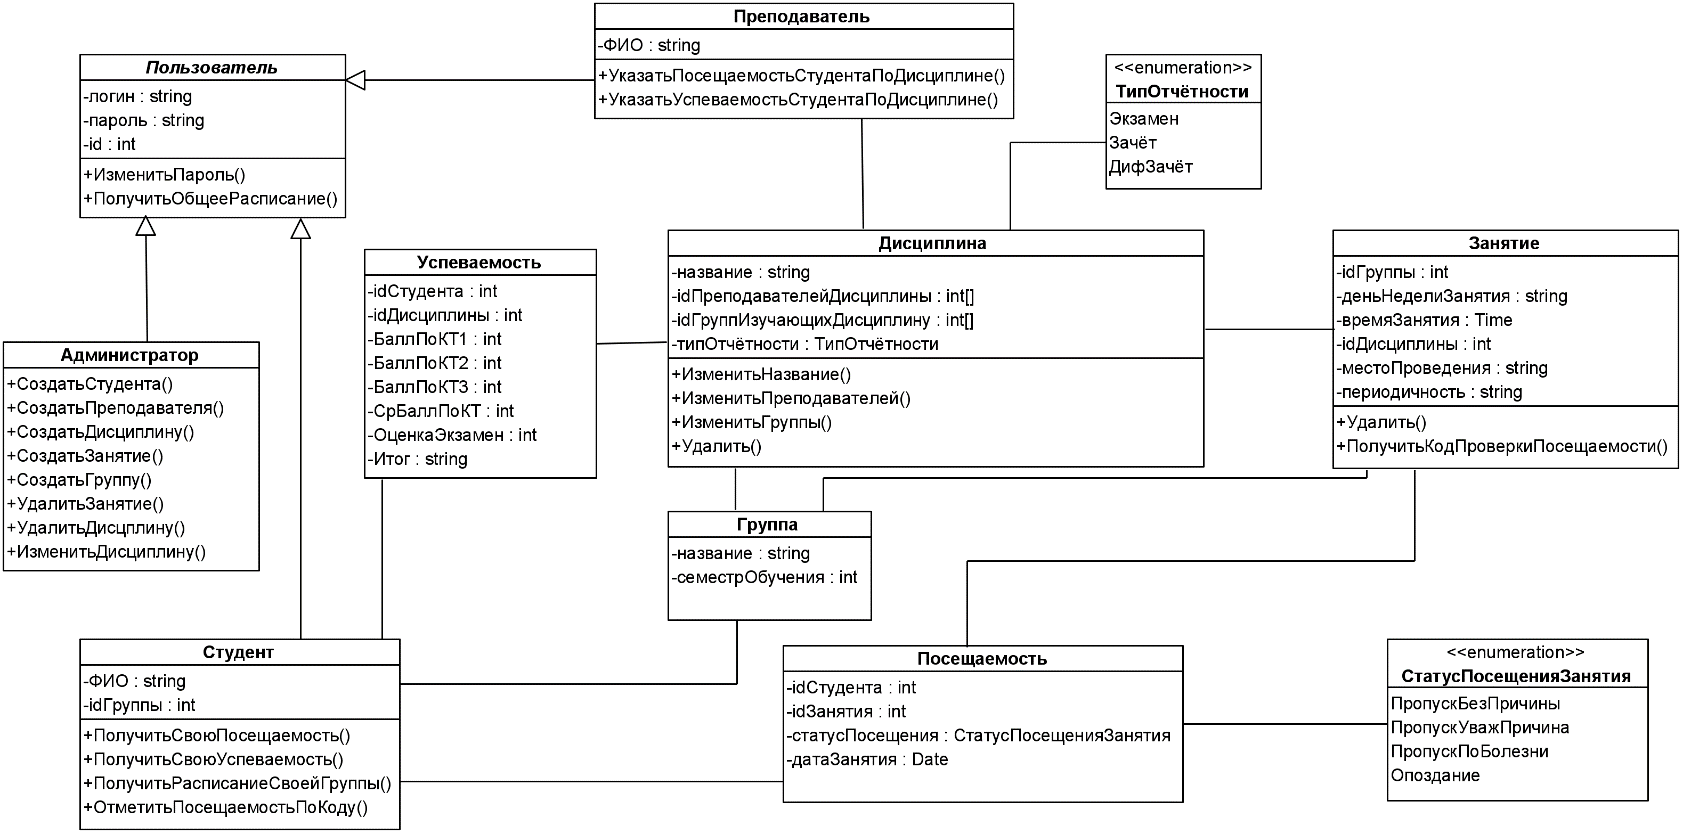 Преподаватель
-ФИО : string
+УказатьПосещаемостьСтудентаПоДисциплине()
+УказатьУспеваемостьСтудентаПоДисциплине()
Пользователь
-логин : string
-пароль : string
-id : int
+ИзменитьПароль()
+ПолучитьОбщееРасписание()
<<enumeration>>
ТипОтчётности
Экзамен
Зачёт
ДифЗачёт
Успеваемость
-idСтудента : int
-idДисциплины : int
-БаллПоКТ1 : int
-БаллПоКТ2 : int
-БаллПоКТ3 : int
-СрБаллПоКТ : int
-ОценкаЭкзамен : int
-Итог : string
Дисциплина
-название : string
-idПреподавателейДисциплины : int[]
-idГруппИзучающихДисциплину : int[]
-типОтчётности : ТипОтчётности
+ИзменитьНазвание()
+ИзменитьПреподавателей()
+ИзменитьГруппы()
+Удалить()
Занятие
-idГруппы : int
-деньНеделиЗанятия : string
-времяЗанятия : Time
-idДисциплины : int
-местоПроведения : string
-периодичность : string
+Удалить()
+ПолучитьКодПроверкиПосещаемости()
Администратор
+СоздатьСтудента()
+СоздатьПреподавателя()
+СоздатьДисциплину()
+СоздатьЗанятие()
+СоздатьГруппу()
+УдалитьЗанятие()
+УдалитьДисцплину()
+ИзменитьДисциплину()
Группа
-название : string
-семестрОбучения : int
Студент
-ФИО : string
-idГруппы : int
+ПолучитьСвоюПосещаемость()
+ПолучитьСвоюУспеваемость()
+ПолучитьРасписаниеСвоейГруппы()
+ОтметитьПосещаемостьПоКоду()
Посещаемость
-idСтудента : int
-idЗанятия : int
-статусПосещения : СтатусПосещенияЗанятия
-датаЗанятия : Date
<<enumeration>>
СтатусПосещенияЗанятия
ПропускБезПричины
ПропускУважПричина
ПропускПоБолезни
Опоздание